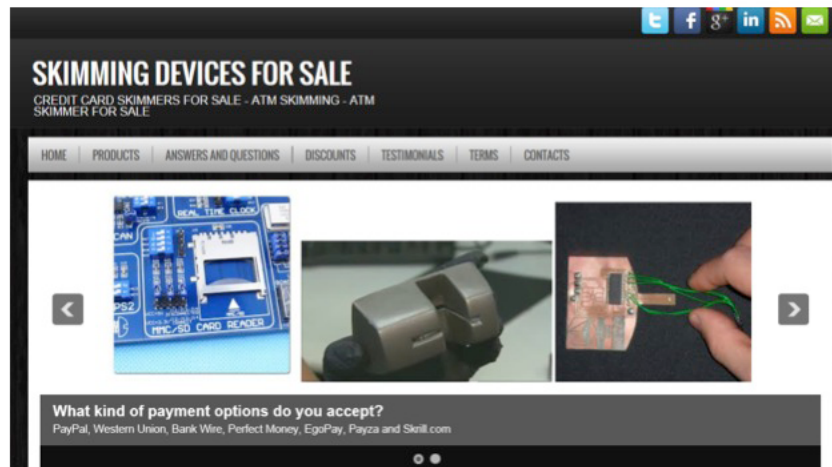 SKIMMING DEVICES FOR SALE
CREDIT CARD SKIMMERS FOR SALE - ATM SKIMMING - ATM
SKIMMER FOR SALE
HOME PRODUCTS ANSWERS AND QUESTIONS DISCOUNTS TESTIMONIALS TERMS CONTACTS
REAL TIME CLOCK
CAN
PS2
MMC/SD CARD READER
What kind of payment options do you accept?
PayPal, Western Union, Bank Wire, Perfect Money, EgoPay, Payza and Skrill.com